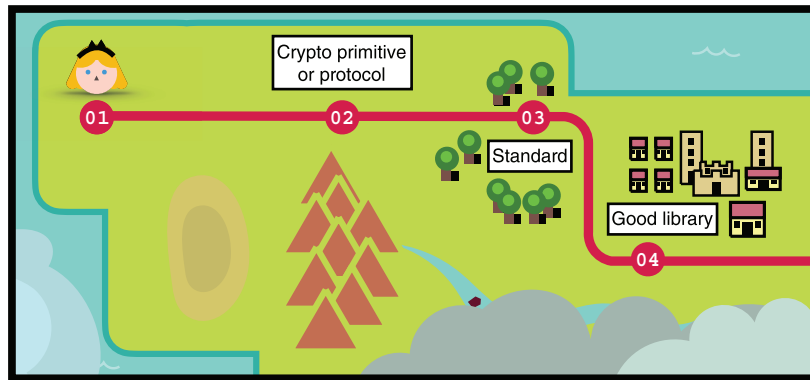 Crypto primitive
or protocol
01
02
03
Standard
Good library
04